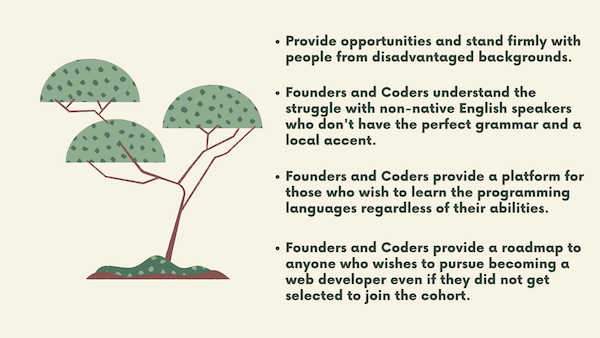 • Provide opportunities and stand firmly with
people from disadvantaged backgrounds.
• Founders and Coders understand the
struggle with non-native English speakers
who don't have the perfect grammar and a
local accent.
• Founders and Coders provide a platform for
those who wish to learn the programming
languages regardless of their abilities.
• Founders and Coders provide a roadmap to
anyone who wishes to pursue becoming a
web developer even if they did not get
selected to join the cohort.